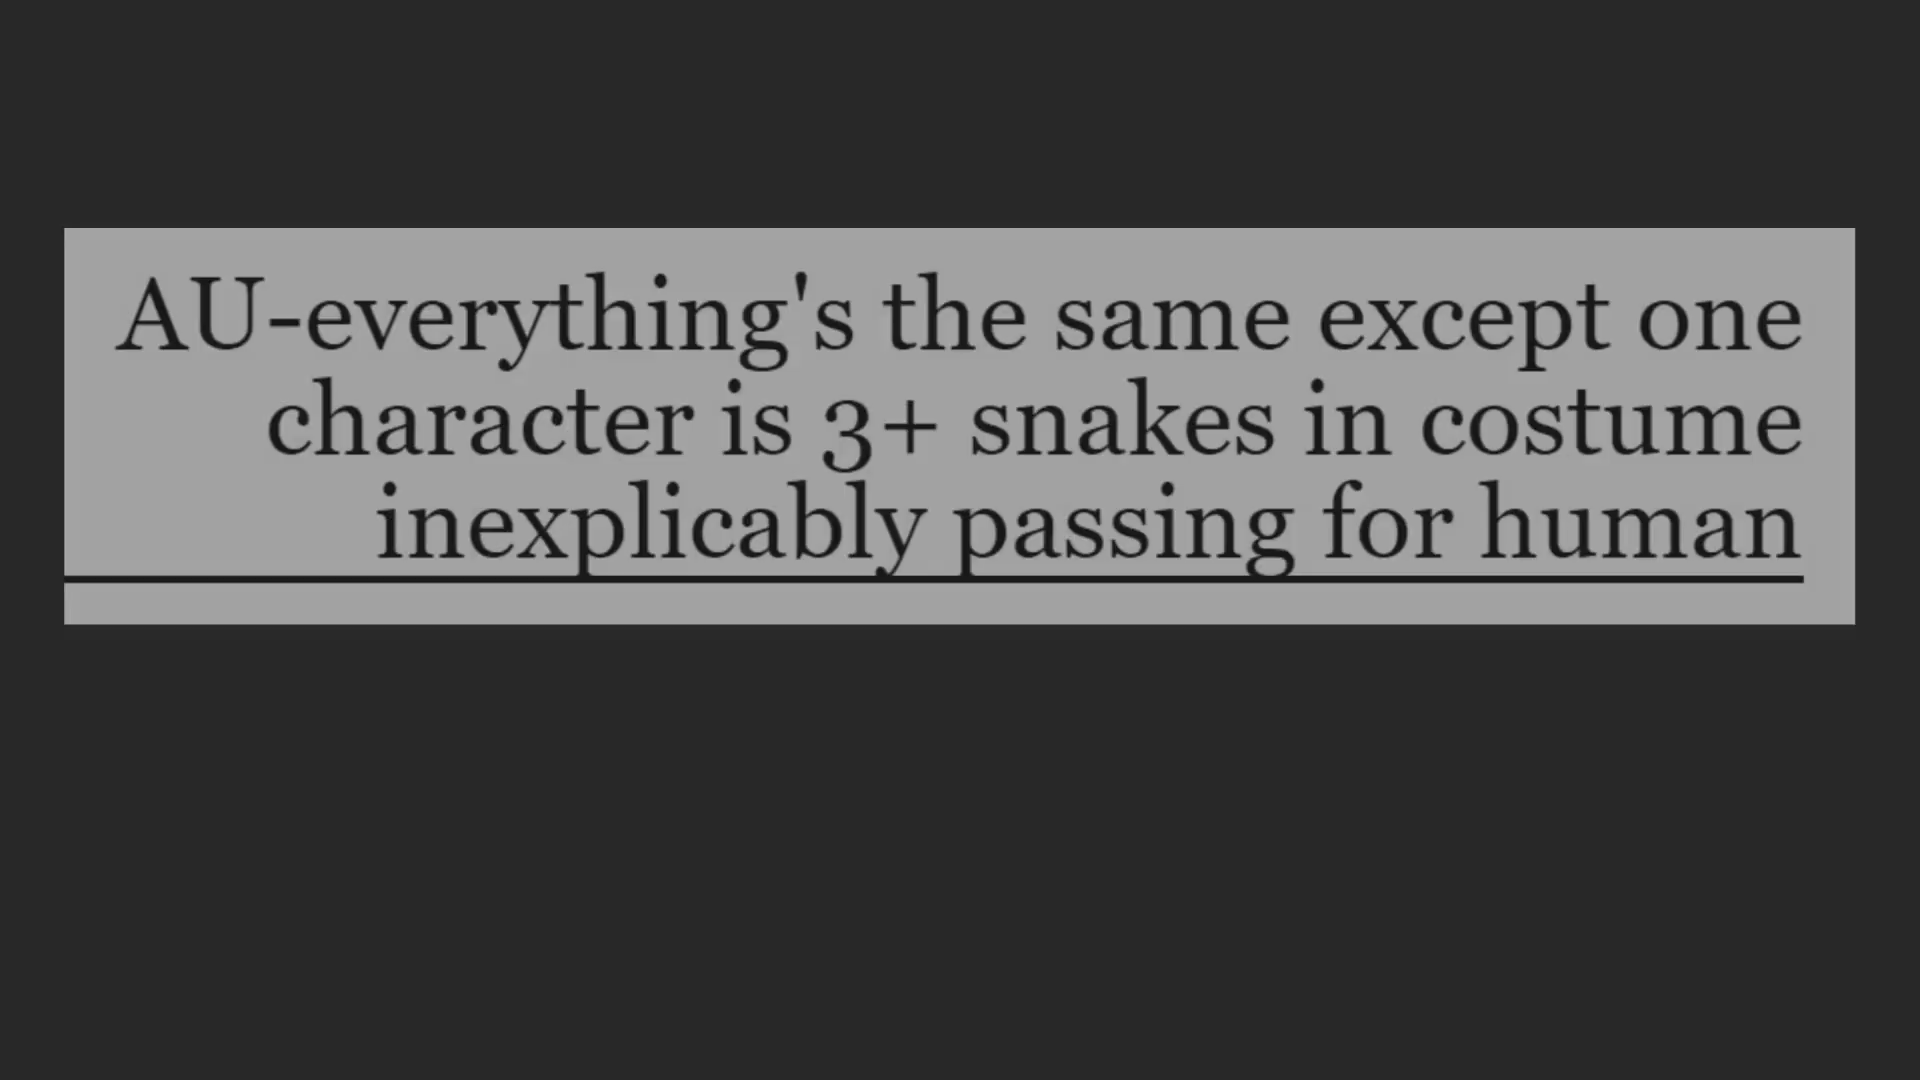 AU-everything's the same except one
character is 3+ snakes in costume
inexplicably passing for human